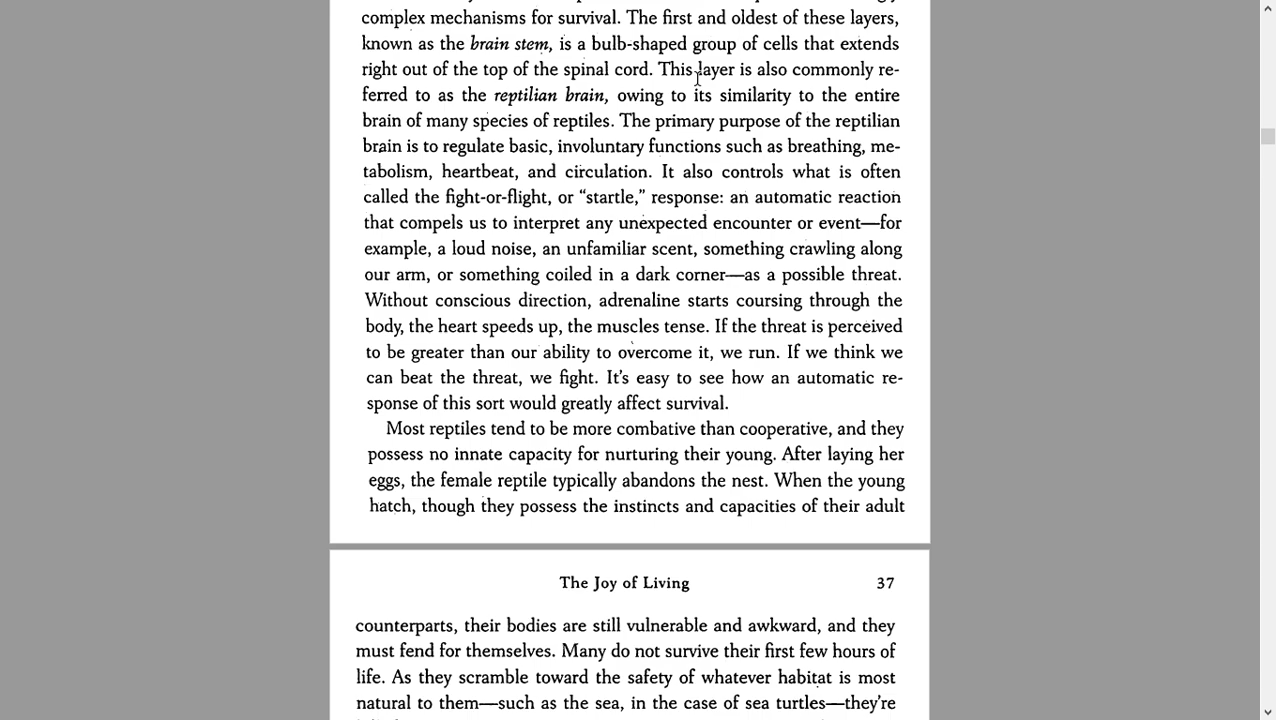 complex mechanisms for survival. The first and oldest of these layers,
known as the brain stem, is a bulb-shaped group of cells that extends
right out of the top of the spinal cord. This layer is also commonly re-
ferred to as the reptilian brain, owing to its similarity to the entire
brain of many species of reptiles. The primary purpose of the reptilian
brain is to regulate basic, involuntary functions such as breathing, me-
tabolism, heartbeat, and circulation. It also controls what is often
called the fight-or-flight, or “startle,” response: an automatic reaction
that compels us to interpret any unexpected encounter or event—for
example, a loud noise, an unfamiliar scent, something crawling along
our arm, or something coiled in a dark corner—as a possible threat.
Without conscious direction, adrenaline starts coursing through the
body, the heart speeds up, the muscles tense. If the threat is perceived
to be greater than our ability to overcome it, we run. If we think we
can beat the threat, we fight. It’s easy to see how an automatic re-
sponse of this sort would greatly affect survival.
Most reptiles tend to be more combative than cooperative, and they
possess no innate capacity for nurturing their young. After laying her
eggs, the female reptile typically abandons the nest. When the young
hatch, though they possess the instincts and capacities of their adult
The Joy of Living 37
counterparts, their bodies are still vulnerable and awkward, and they
must fend for themselves. Many do not survive their first few hours of
life. As they scramble toward the safety of whatever habitat is most
natural to them—such as the sea, in the case of sea turtles—they’re